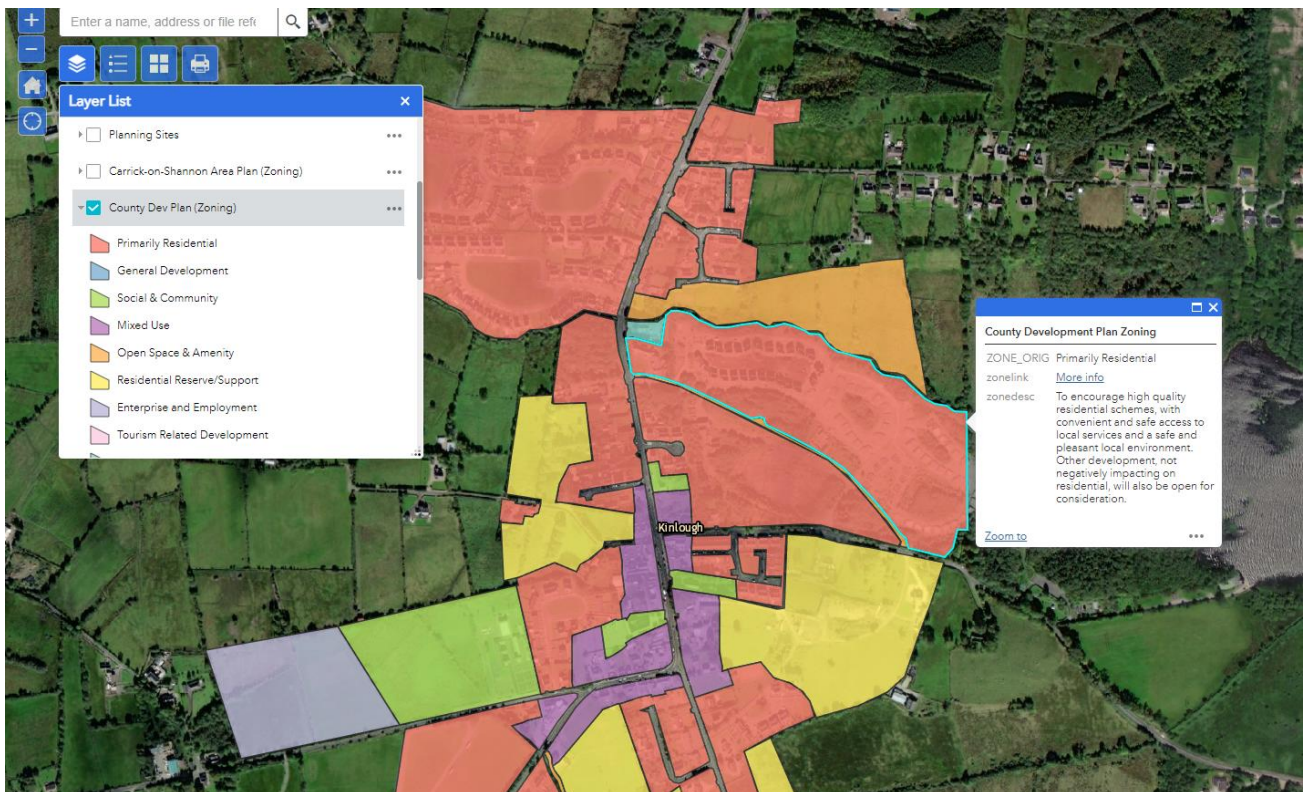 +
Enter a name, address or file refe
−
Layer List
Planning Sites
Carrick-on-Shannon Area Plan (Zoning)
County Dev Plan (Zoning)
Primarily Residential
General Development
Social & Community
Mixed Use
Open Space & Amenity
Residential Reserve/Support
Enterprise and Employment
Tourism Related Development
Kinlough
County Development Plan Zoning
ZONE_ORIG Primarily Residential
zonelink More info
zonedesc To encourage high quality
residential schemes, with
convenient and safe access to
local services and a safe and
pleasant local environment.
Other development, not
negatively impacting on
residential, will also be open for
consideration.
Zoom to